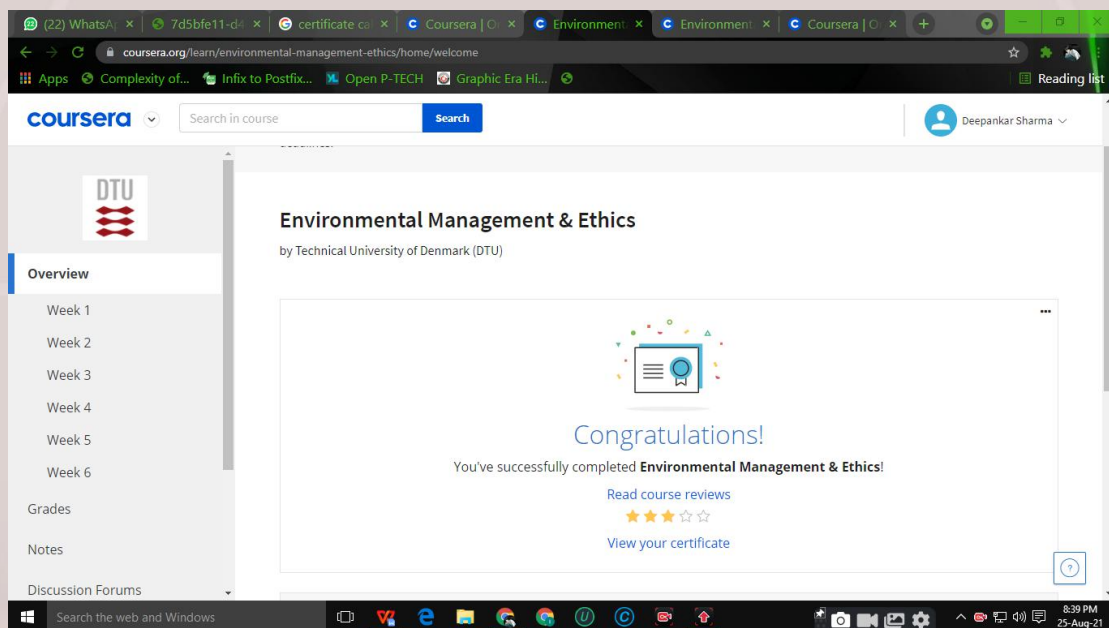 (22) WhatsAp
7d5bfe11-d4
certificate cal
Coursera | O
Environment
Environment
Coursera | O
coursera.org/learn/environmental-management-ethics/home/welcome
Apps Complexity of... Infix to Postfix... Open P-TECH Graphic Era Hi... Reading list
coursera Search in course Search Deepankar Sharma
DTU
Environmental Management & Ethics
by Technical University of Denmark (DTU)
Overview
Week 1
Week 2
Week 3
Week 4
Week 5
Week 6
Grades
Notes
Discussion Forums
Congratulations!
You've successfully completed Environmental Management & Ethics!
Read course reviews
View your certificate
Search the web and Windows
8:39 PM
25-Aug-21